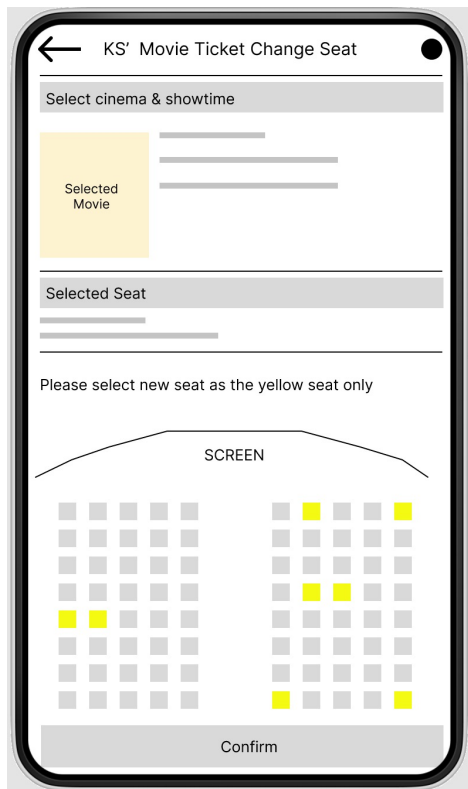 KS’ Movie Ticket Change Seat
Select cinema & showtime
Selected
Movie
Selected Seat
Please select new seat as the yellow seat only
SCREEN
Confirm